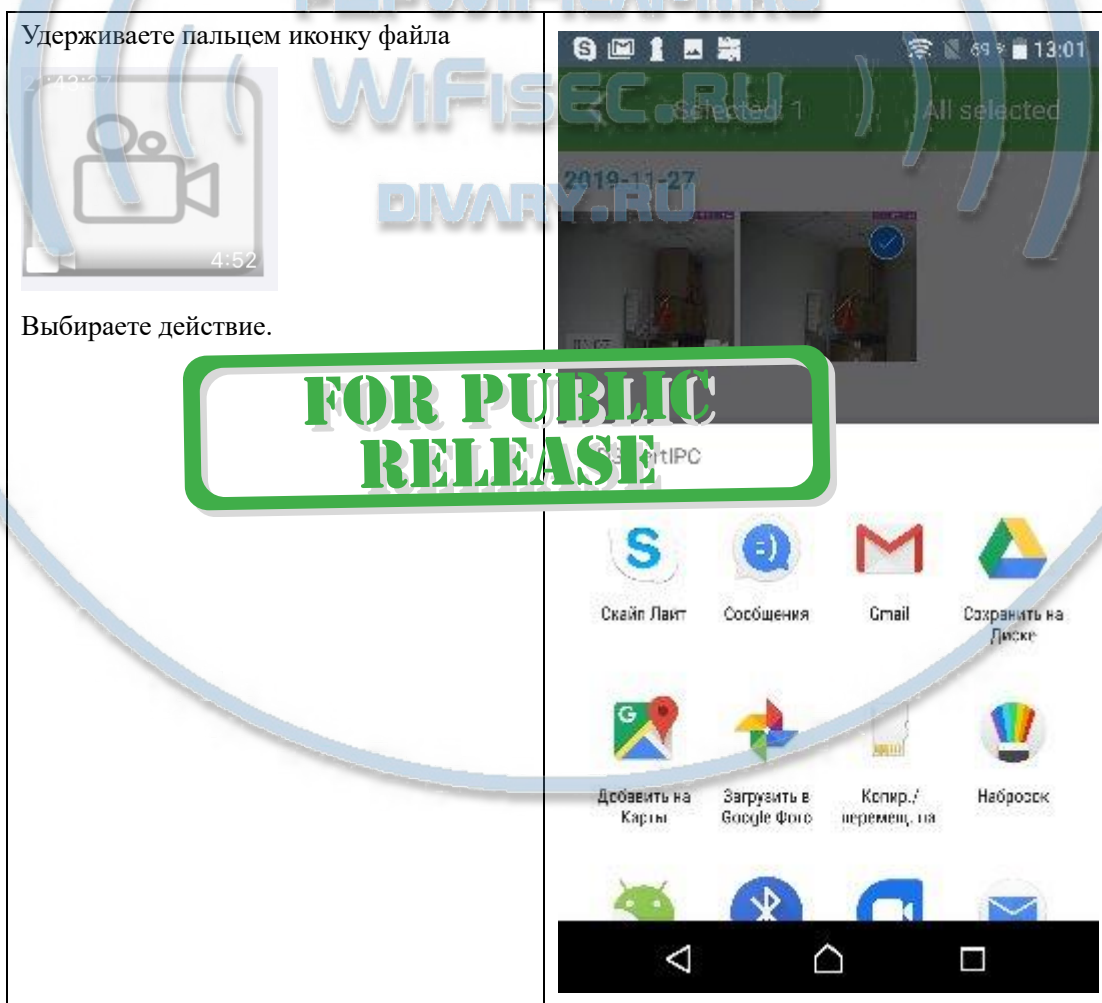 Удерживаете пальцем иконку файла
4:52
Выбираете действие.
WiFiSEC.RU
DIVARY.RU
FOR PUBLIC
RELEASE
69 % 13:01
Selected: 1 All selected
2019-11-27
Скайп Лайт
Сообщения
Gmail
Сохранить на
Диске
Добавить на
Карты
Загрузить в
Google Фото
Копир./
перемещ. на
Набросок